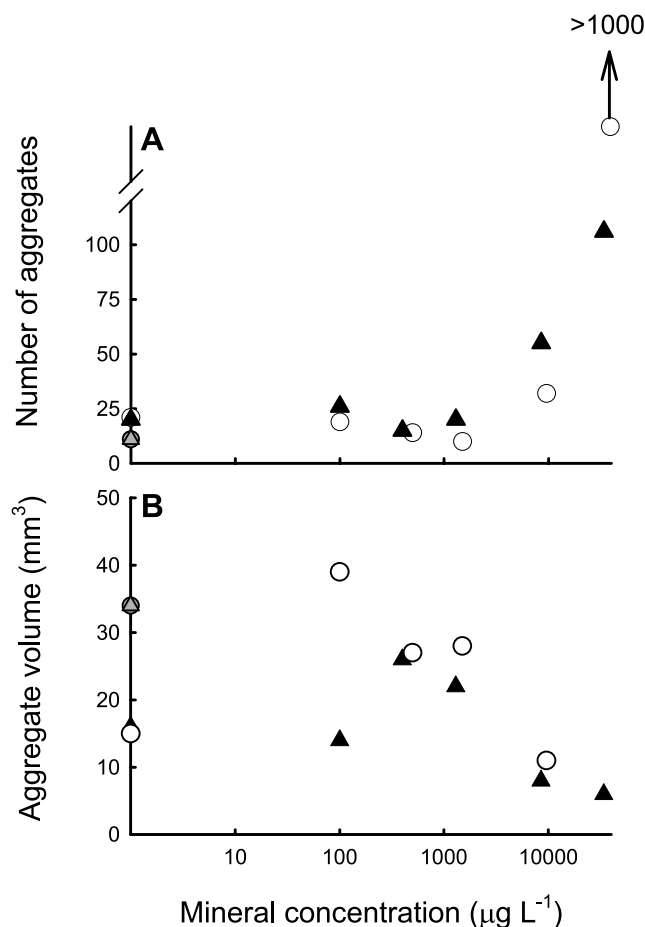 >1000
A
Number of aggregates
100
75
50
25
0
B
Aggregate volume (mm³)
50
40
30
20
10
0
10 100 1000 10000
Mineral concentration (μg L⁻¹)